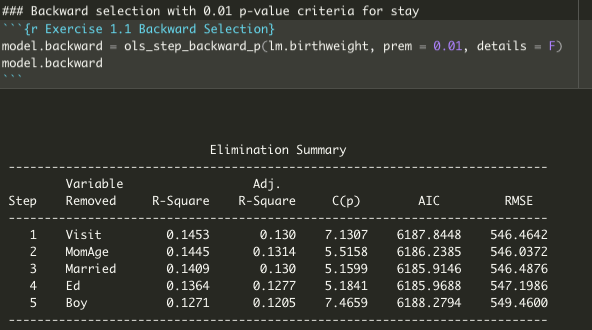 ### Backward selection with 0.01 p-value criteria for stay
```{r Exercise 1.1 Backward Selection}
model.backward = ols_step_backward_p(lm.birthweight, prem = 0.01, details = F)
model.backward
```
Elimination Summary
---------------------------------------------------------------------------
Variable Adj.
Step Removed R-Square R-Square C(p) AIC RMSE
---------------------------------------------------------------------------
1 Visit 0.1453 0.130 7.1307 6187.8448 546.4642
2 MomAge 0.1445 0.1314 5.5158 6186.2385 546.0372
3 Married 0.1409 0.130 5.1599 6185.9146 546.4876
4 Ed 0.1364 0.1277 5.1841 6185.9688 547.1986
5 Boy 0.1271 0.1205 7.4659 6188.2794 549.4600
---------------------------------------------------------------------------